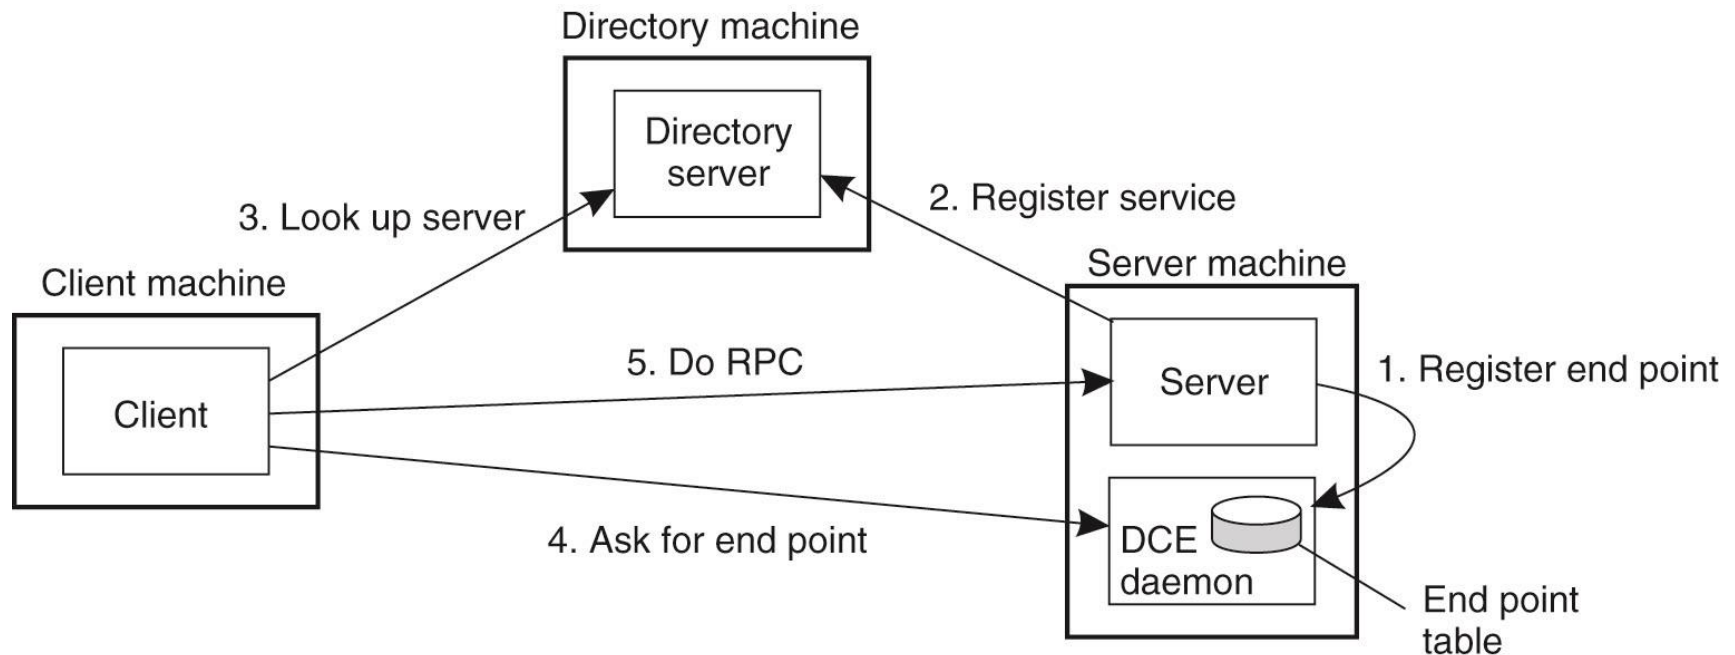 Directory machine
Directory
server
2. Register service
3. Look up server
Server machine
Client machine
5. Do RPC
1. Register end point
Server
Client
4. Ask for end point
DCE
daemon
End point
table